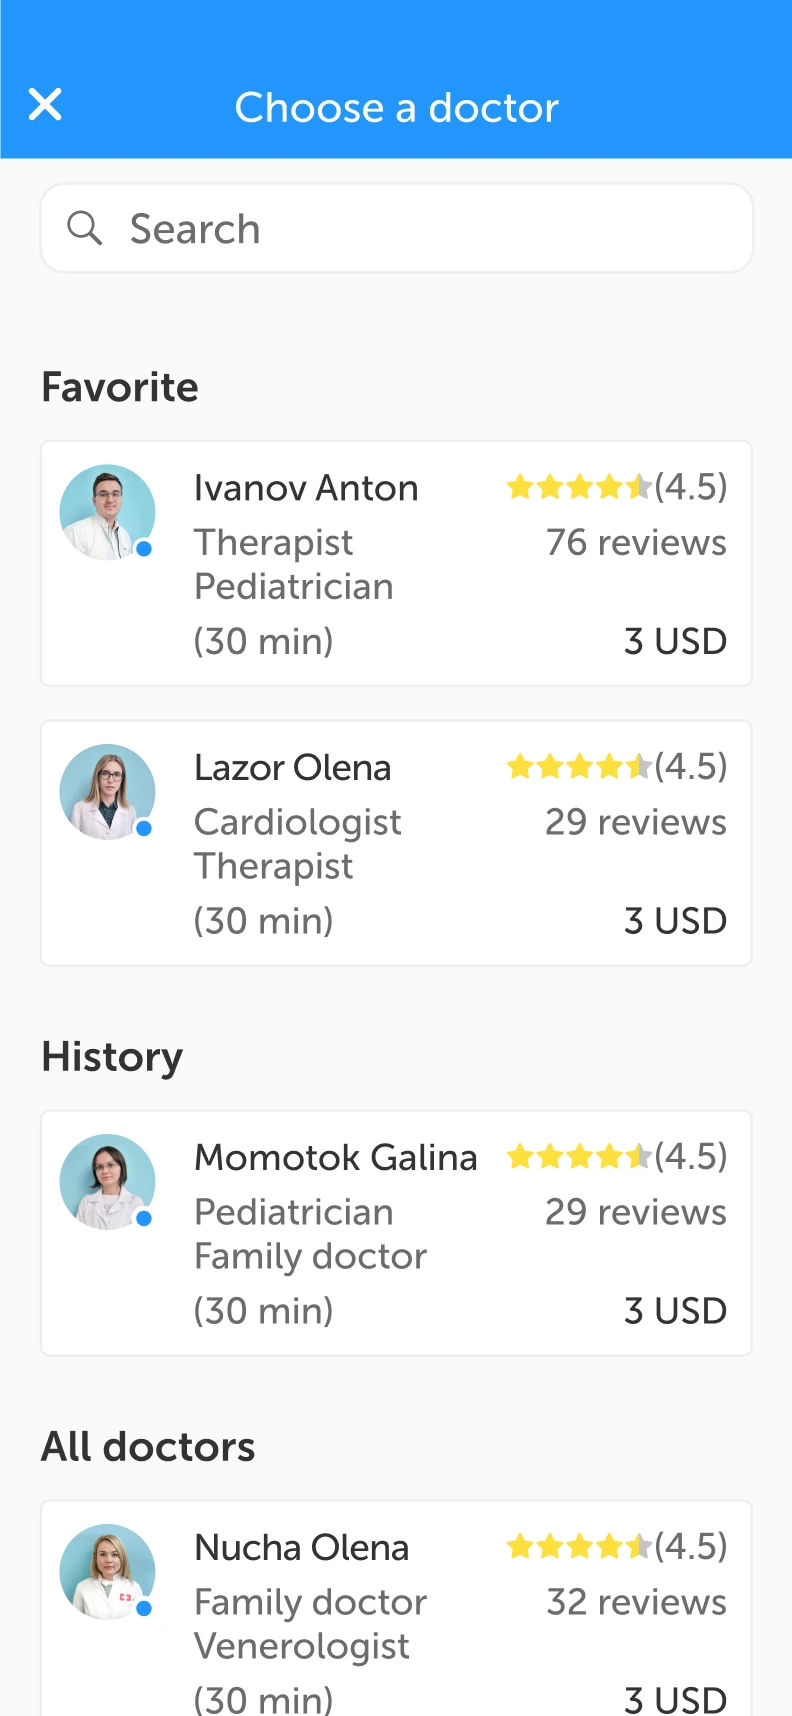 Choose a doctor
Search
Favorite
Ivanov Anton (4.5)
Therapist 76 reviews
Pediatrician
(30 min) 3 USD
Lazor Olena (4.5)
Cardiologist 29 reviews
Therapist
(30 min) 3 USD
History
Momotok Galina (4.5)
Pediatrician 29 reviews
Family doctor
(30 min) 3 USD
All doctors
Nucha Olena (4.5)
Family doctor 32 reviews
Venerologist
(30 min) 3 USD